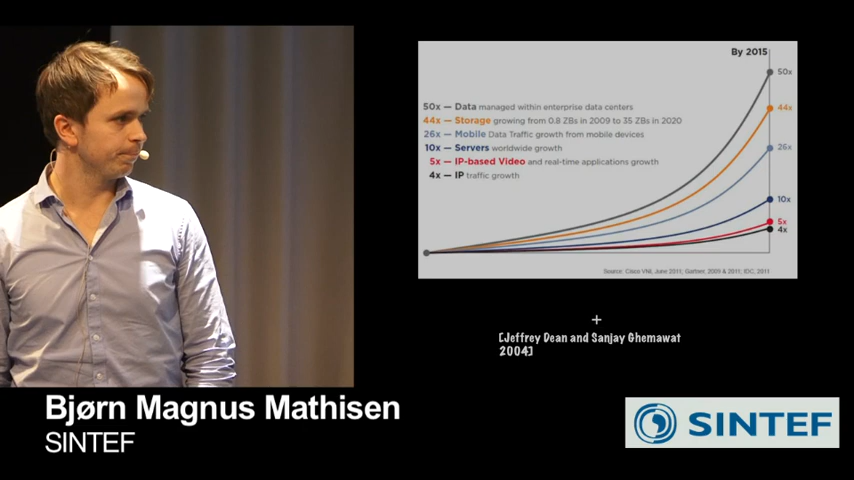 By 2015
50x
50x — Data managed within enterprise data centers
44x
44x — Storage growing from 0.8 ZBs in 2009 to 35 ZBs in 2020
26x — Mobile Data Traffic growth from mobile devices
26x
10x — Servers worldwide growth
5x — IP-based Video and real-time applications growth
4x — IP traffic growth
10x
5x
4x
Source: Cisco VNI, June 2011; Gartner, 2009 & 2011; IDC, 2011
+
[Jeffrey Dean and Sanjay Ghemawat
2004]
Bjørn Magnus Mathisen
SINTEF
SINTEF